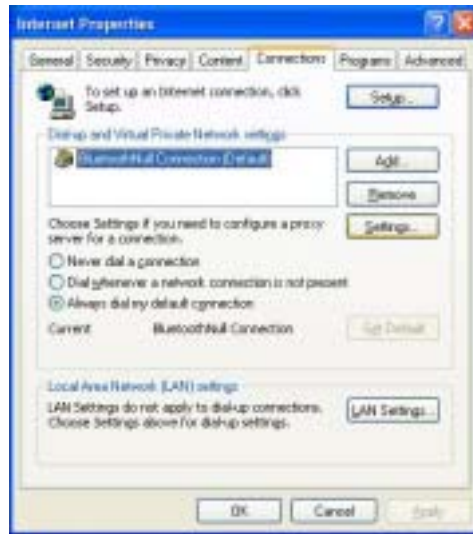 Internet Properties
General Security Privacy Content Connections Programs Advanced
To set up an Internet connection, click
Setup.
Setup...
Dial-up and Virtual Private Network settings
BluetoothNull Connection (Default)
Add...
Remove
Choose Settings if you need to configure a proxy
server for a connection.
Settings...
Never dial a connection
Dial whenever a network connection is not present
Always dial my default connection
Current BluetoothNull Connection
Set Default
Local Area Network (LAN) settings
LAN Settings do not apply to dial-up connections.
Choose Settings above for dial-up settings.
LAN Settings...
OK Cancel Apply